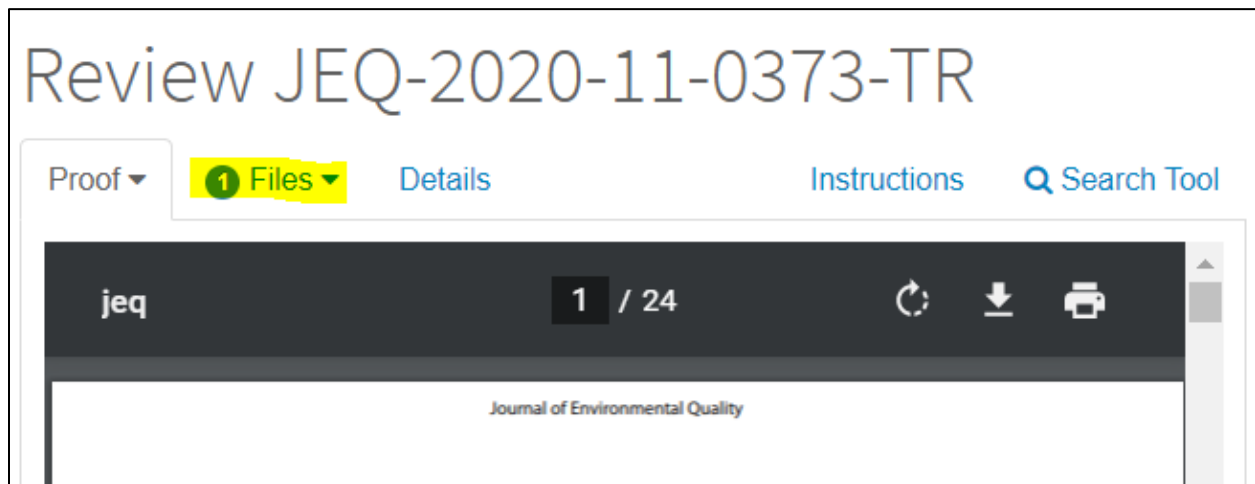 Review JEQ-2020-11-0373-TR
Proof 1 Files Details Instructions Search Tool
jeq 1 / 24
Journal of Environmental Quality